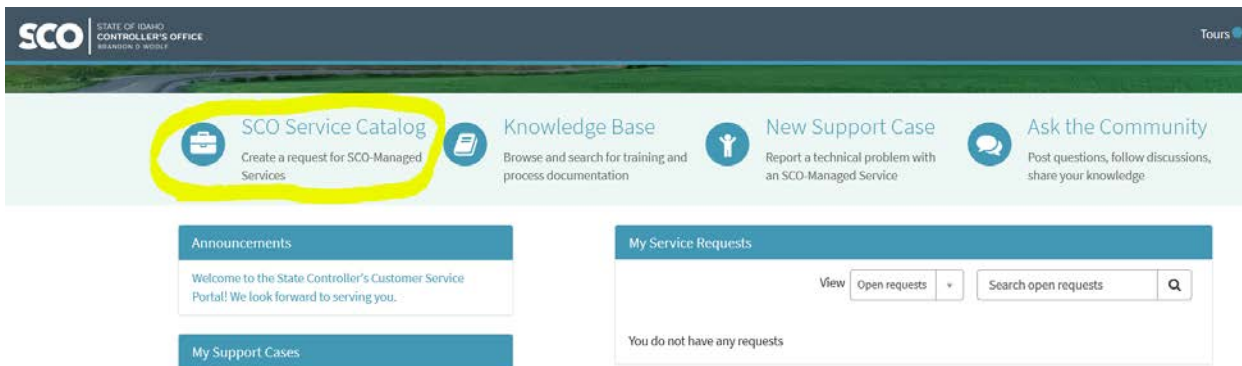 SCO
STATE OF IDAHO
CONTROLLER'S OFFICE
BRANDON D WOOLF
Tours
SCO Service Catalog
Create a request for SCO-Managed
Services
Knowledge Base
Browse and search for training and
process documentation
New Support Case
Report a technical problem with
an SCO-Managed Service
Ask the Community
Post questions, follow discussions,
share your knowledge
Announcements
Welcome to the State Controller's Customer Service
Portal! We look forward to serving you.
My Support Cases
My Service Requests
View Open requests Search open requests
You do not have any requests